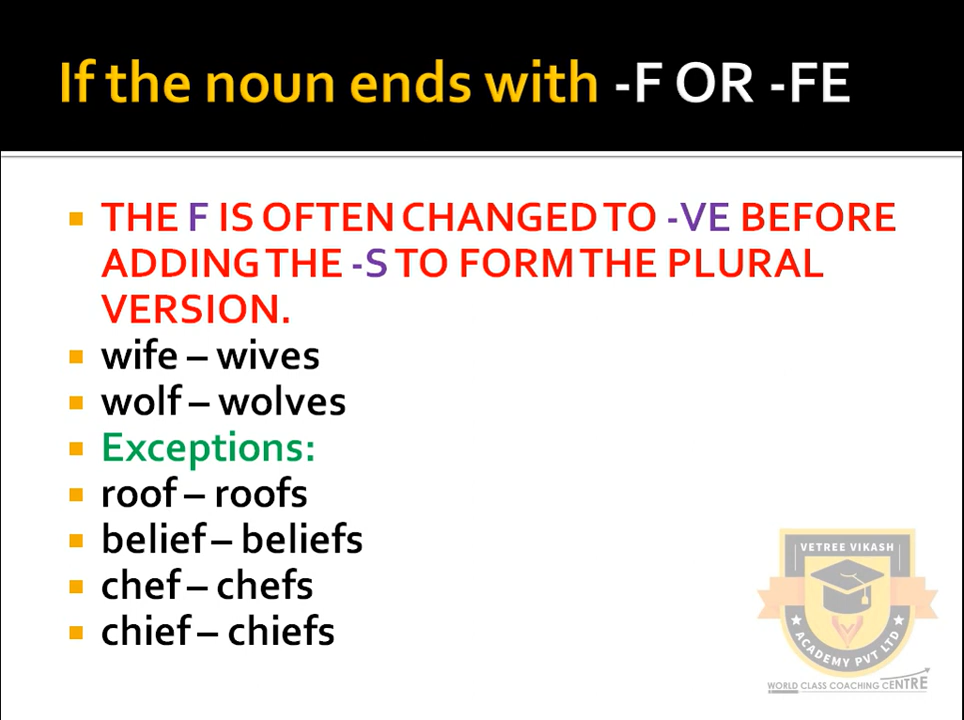 If the noun ends with -F OR -FE
THE F IS OFTEN CHANGED TO -VE BEFORE
ADDING THE -S TO FORM THE PLURAL
VERSION.
wife – wives
wolf – wolves
Exceptions:
roof – roofs
belief – beliefs
chef – chefs
chief – chiefs
VETREE VIKASH
ACADEMY PVT LTD
WORLD CLASS COACHING CENTRE